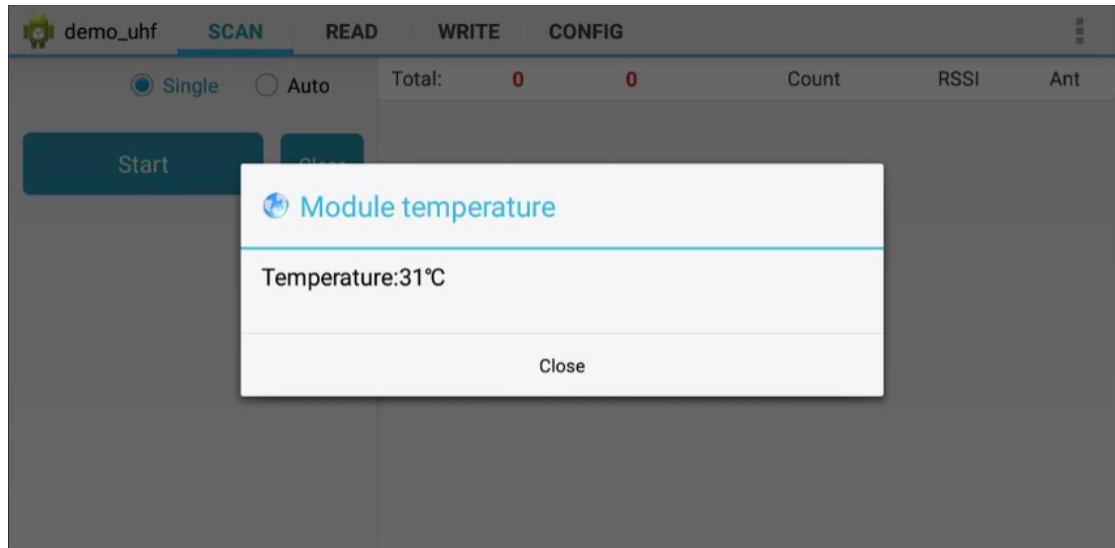 demo_uhf SCAN READ WRITE CONFIG
Single Auto Total: 0 0 Count RSSI Ant
Start Close
Module temperature
Temperature:31℃
Close